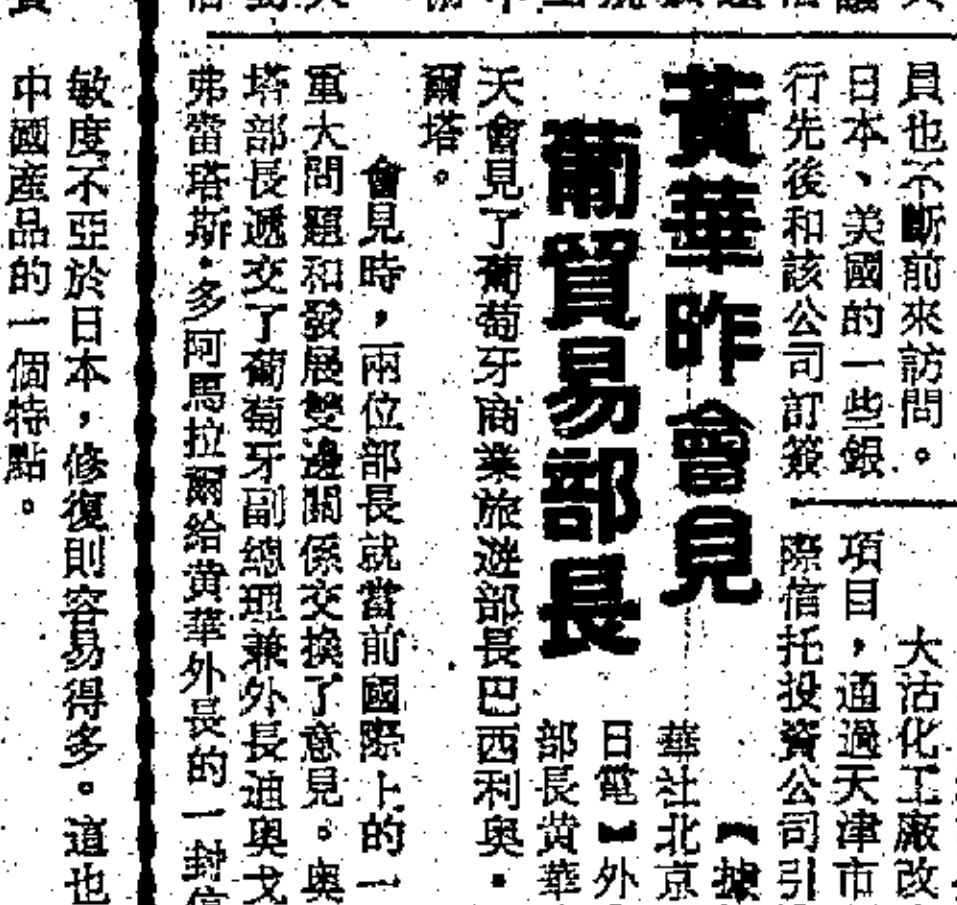 員也不斷前來訪問。
日本、美國的一些銀
行先後和該公司訂簽
大沽化工廠改
項目，通過天津市
際信托投資公司引
黃華昨會見
葡貿易部長
【據
華社北京
日電】外
部長黄華
天會見了葡萄牙商業旅遊部長巴西利奥·
爾塔。
會見時，兩位部長就當前國際上的一
重大問題和發展雙邊關係交換了意見。奥
塔部長遞交了葡萄牙副總理兼外長迪奥戈
弗雷塔斯·多阿馬拉爾給黄華外長的一封信
敏度不亞於日本，修復則容易得多。這也
中國産品的一個特點。